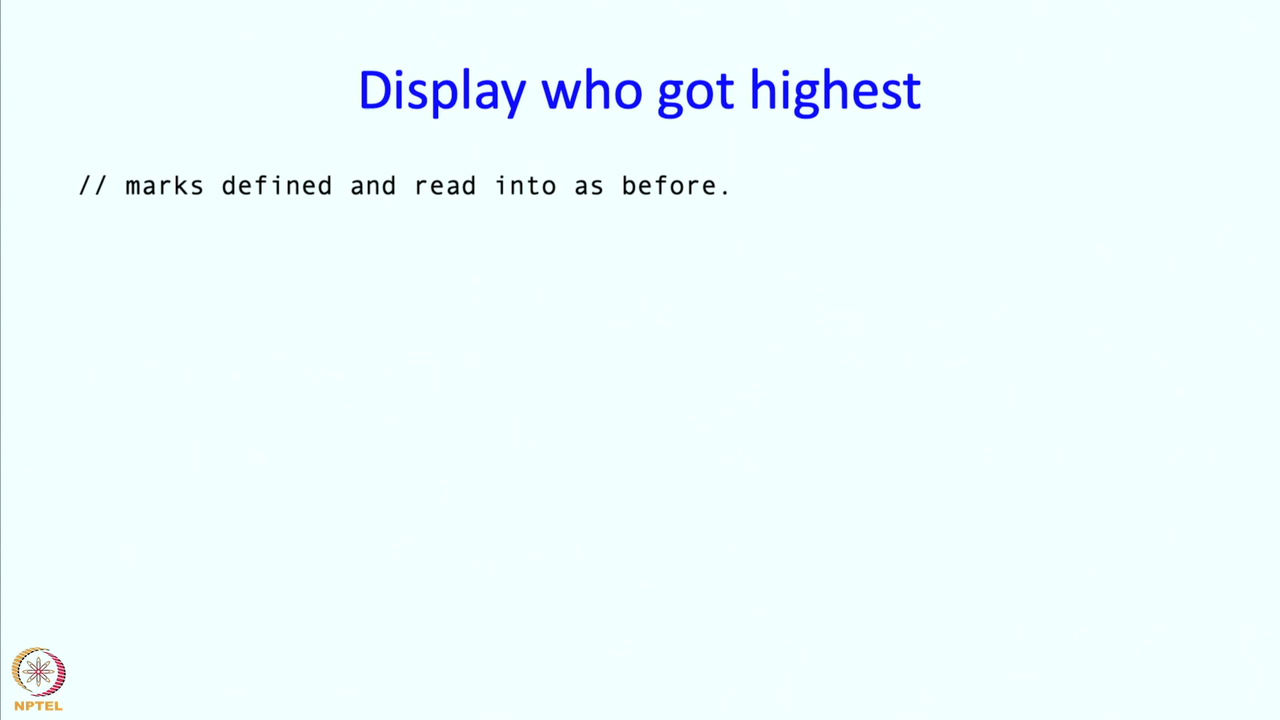 Display who got highest
// marks defined and read into as before.
NPTEL